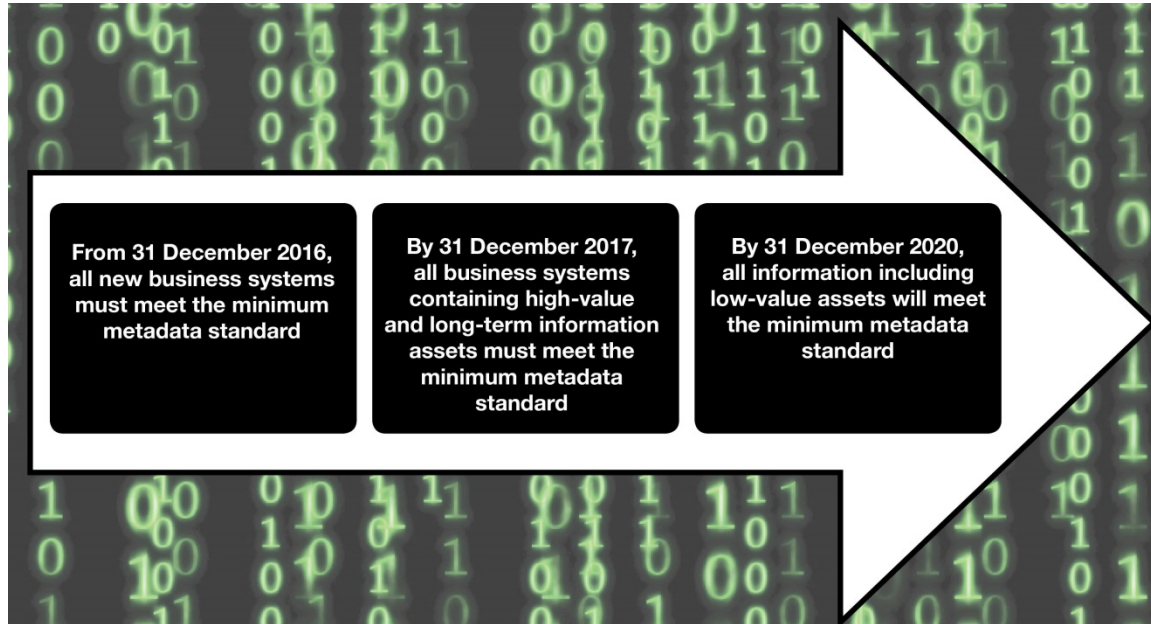 From 31 December 2016,
all new business systems
must meet the minimum
metadata standard
By 31 December 2017,
all business systems
containing high-value
and long-term information
assets must meet the
minimum metadata
standard
By 31 December 2020,
all information including
low-value assets will meet
the minimum metadata
standard